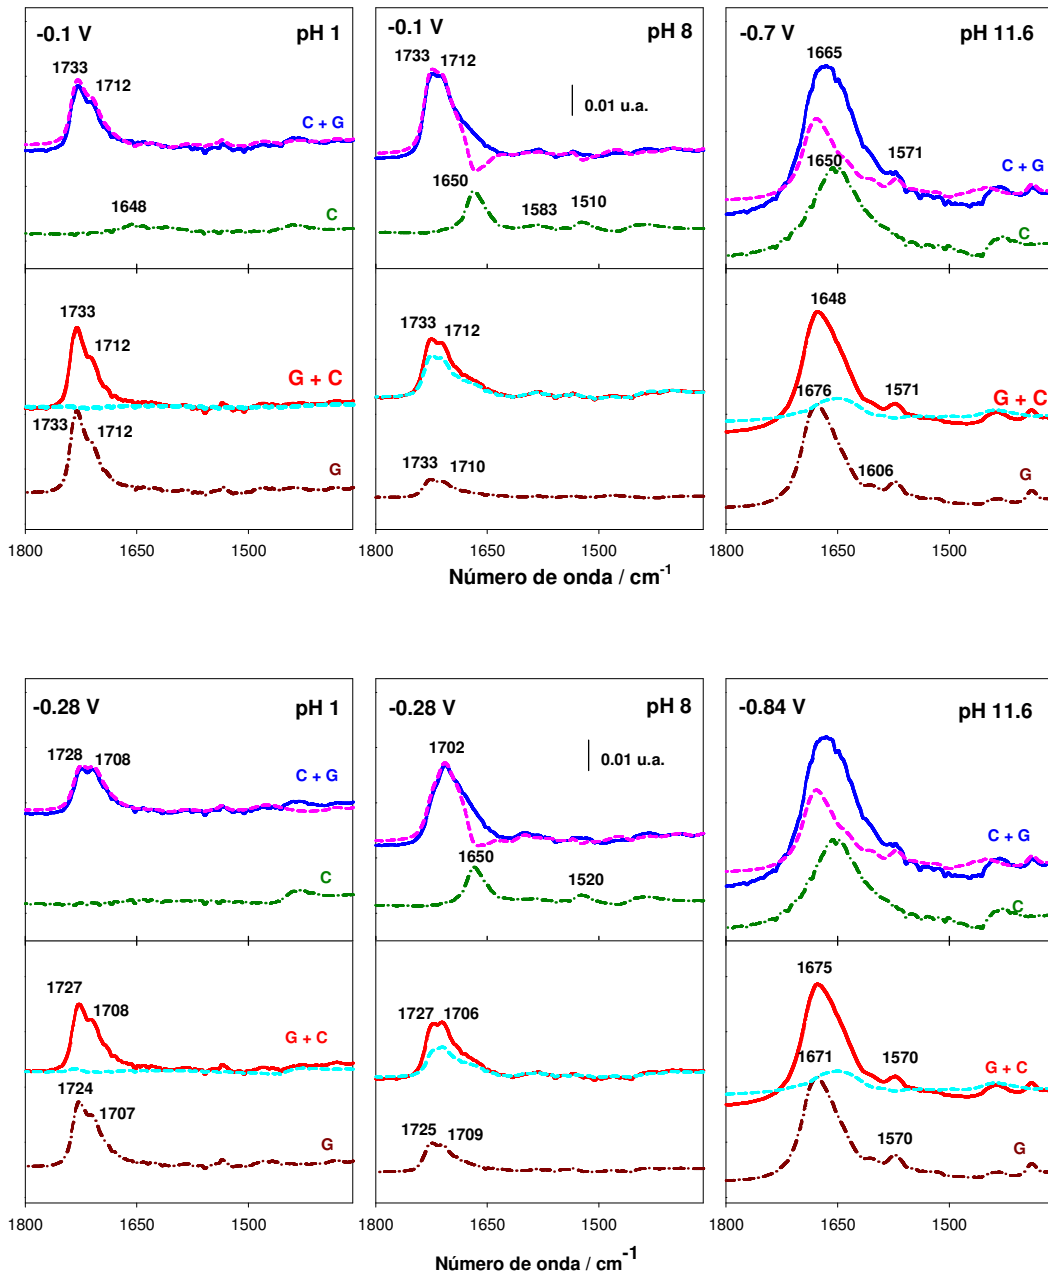 -0.1 V pH 1
1733
1712
C + G
1648
C
1733
1712
G + C
1733
1712
G
1800 1650 1500
-0.1 V pH 8
1733 1712
0.01 u.a.
1650
1583 1510
1733 1712
1733 1710
1800 1650 1500
-0.7 V pH 11.6
1665
1571
1650
C + G
C
1648
1676 1571
G + C
1606
G
1800 1650 1500
Número de onda / cm-1
-0.28 V pH 1
1728 1708
C + G
C
1727
1708
G + C
1724
1707
G
1800 1650 1500
-0.28 V pH 8
1702
0.01 u.a.
1650
1520
1727 1706
1725 1709
1800 1650 1500
-0.84 V pH 11.6
C + G
C
1675
1671 1570
G + C
1570
G
1800 1650 1500
Número de onda / cm-1